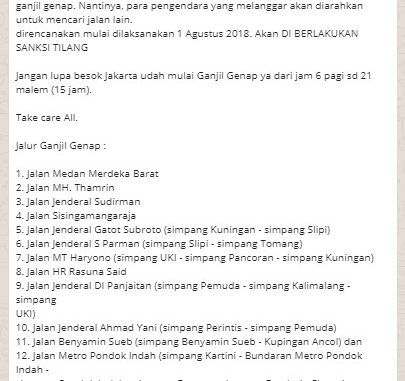 ganjil genap. Nantinya, para pengendara yang melanggar akan diarahkan
untuk mencari jalan lain.
direncanakan mulai dilaksanakan 1 Agustus 2018. Akan DI BERLAKUKAN
SANKSI TILANG
Jangan lupa besok Jakarta udah mulai Ganjil Genap ya dari jam 6 pagi sd 21
malem (15 jam).
Take care All.
Jalur Ganjil Genap :
1. Jalan Medan Merdeka Barat
2. Jalan MH. Thamrin
3. Jalan Jenderal Sudirman
4. Jalan Sisingamangaraja
5. Jalan Jenderal Gatot Subroto (simpang Kuningan - simpang Slipi)
6. Jalan Jenderal S Parman (simpang Slipi - simpang Tomang)
7. Jalan MT Haryono (simpang UKI - simpang Pancoran - simpang Kuningan)
8. Jalan HR Rasuna Said
9. Jalan Jenderal DI Panjaitan (simpang Pemuda - simpang Kalimalang -
simpang
UKI)
10. Jalan Jenderal Ahmad Yani (simpang Perintis - simpang Pemuda)
11. Jalan Benyamin Sueb (simpang Benyamin Sueb - Kupingan Ancol) dan
12. Jalan Metro Pondok Indah (simpang Kartini - Bundaran Metro Pondok
Indah -